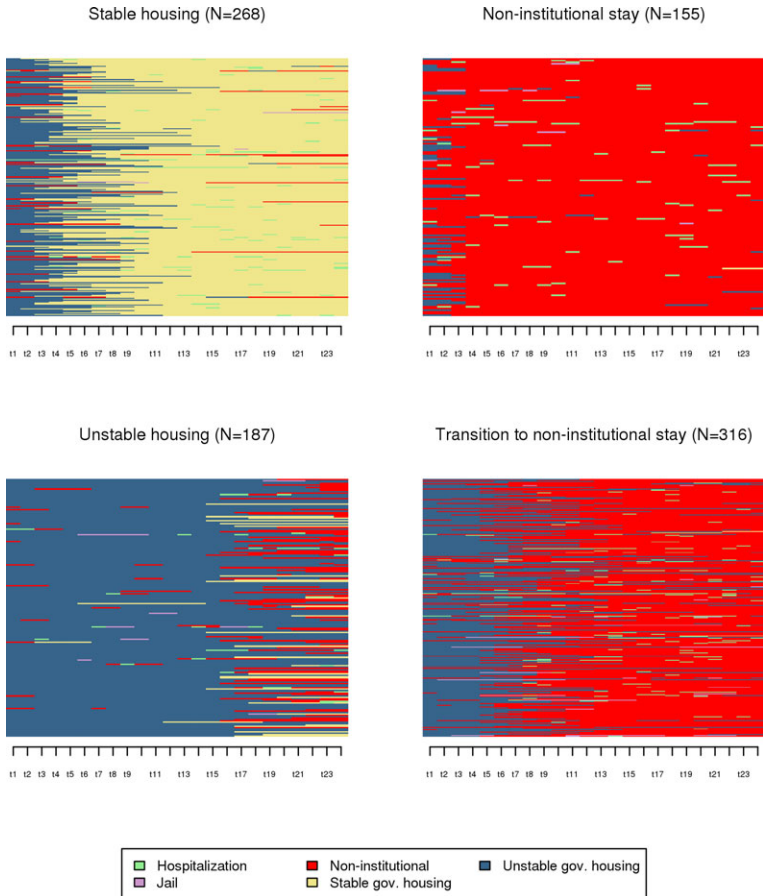 Stable housing (N=268)
Non-institutional stay (N=155)
t1 t2 t3 t4 t5 t6 t7 t8 t9 t11 t13 t15 t17 t19 t21 t23
t1 t2 t3 t4 t5 t6 t7 t8 t9 t11 t13 t15 t17 t19 t21 t23
Unstable housing (N=187)
Transition to non-institutional stay (N=316)
t1 t2 t3 t4 t5 t6 t7 t8 t9 t11 t13 t15 t17 t19 t21 t23
t1 t2 t3 t4 t5 t6 t7 t8 t9 t11 t13 t15 t17 t19 t21 t23
Hospitalization Non-institutional Unstable gov. housing
Jail Stable gov. housing